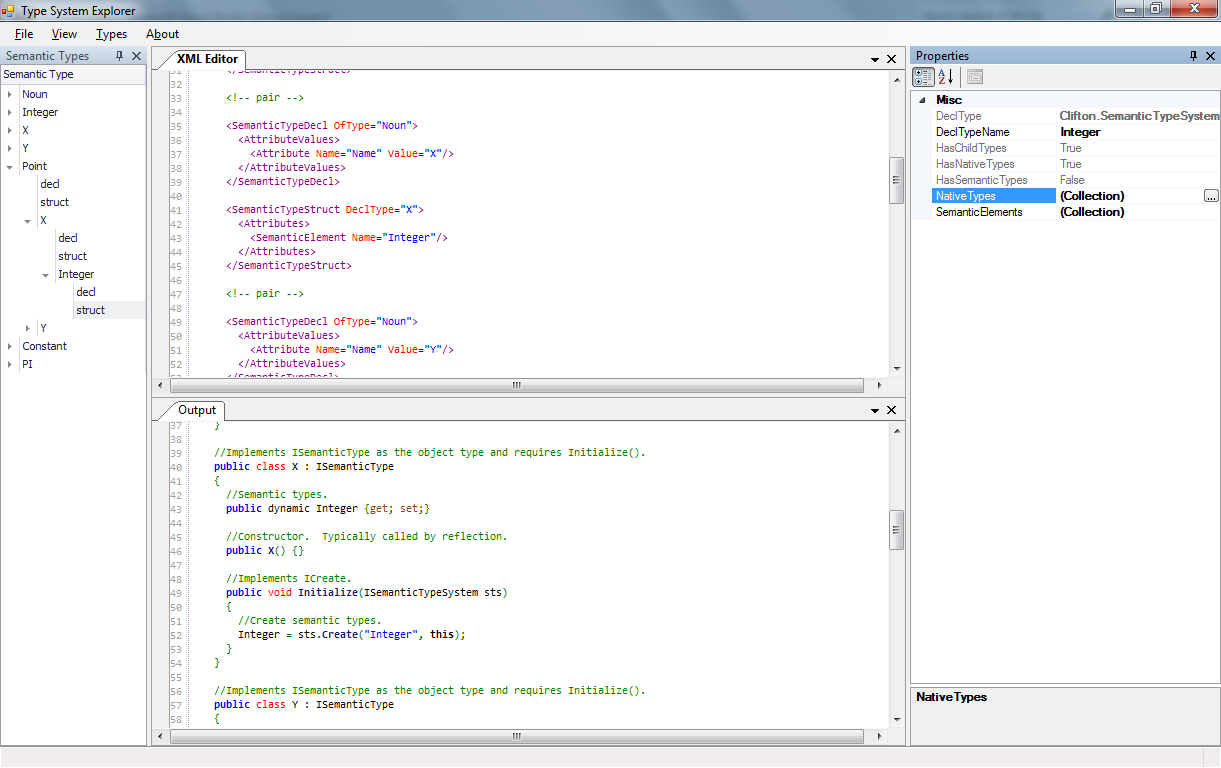 Type System Explorer
File View Types About
Semantic Types
Semantic Type
Noun
Integer
X
Y
Point
decl
struct
X
decl
struct
Integer
decl
struct
Y
Constant
PI
XML Editor
31 </SemanticTypeStruct>
32
33 <!-- pair -->
34
35 <SemanticTypeDecl OfType="Noun">
36 <AttributeValues>
37 <Attribute Name="Name" Value="X"/>
38 </AttributeValues>
39 </SemanticTypeDecl>
40
41 <SemanticTypeStruct DeclType="X">
42 <Attributes>
43 <SemanticElement Name="Integer"/>
44 </Attributes>
45 </SemanticTypeStruct>
46
47 <!-- pair -->
48
49 <SemanticTypeDecl OfType="Noun">
50 <AttributeValues>
51 <Attribute Name="Name" Value="Y"/>
52 </AttributeValues>
53 </SemanticTypeDecl>
Output
37 }
38
39 //Implements ISemanticType as the object type and requires Initialize().
40 public class X : ISemanticType
41 {
42 //Semantic types.
43 public dynamic Integer {get; set;}
44
45 //Constructor.  Typically called by reflection.
46 public X() {}
47
48 //Implements ICreate.
49 public void Initialize(ISemanticTypeSystem sts)
50 {
51 //Create semantic types.
52 Integer = sts.Create("Integer", this);
53 }
54 }
55
56 //Implements ISemanticType as the object type and requires Initialize().
57 public class Y : ISemanticType
58 {
Properties
Misc
DeclType Clifton.SemanticTypeSystem
DeclTypeName Integer
HasChildTypes True
HasNativeTypes True
HasSemanticTypes False
NativeTypes (Collection) ...
SemanticElements (Collection)
NativeTypes